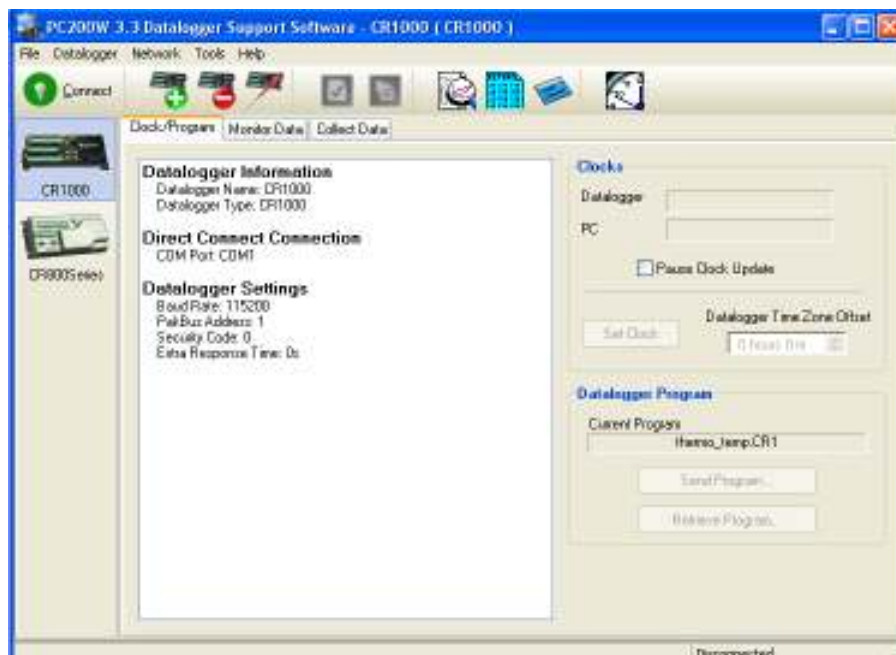 PC200W 3.3 Datalogger Support Software - CR1000 ( CR1000 )
File Datalogger Network Tools Help
Connect
Clock/Program Monitor Data Collect Data
CR1000
CR800Series
Datalogger Information
Datalogger Name: CR1000
Datalogger Type: CR1000
Direct Connect Connection
COM Port: COM1
Datalogger Settings
Baud Rate: 115200
PakBus Address: 1
Security Code: 0
Extra Response Time: 0s
Clocks
Datalogger
PC
Pause Clock Update
Datalogger Time Zone Offset
Set Clock
0 hours 0m
Datalogger Program
Current Program
thermo_temp.CR1
Send Program...
Retrieve Program...
Disconnected